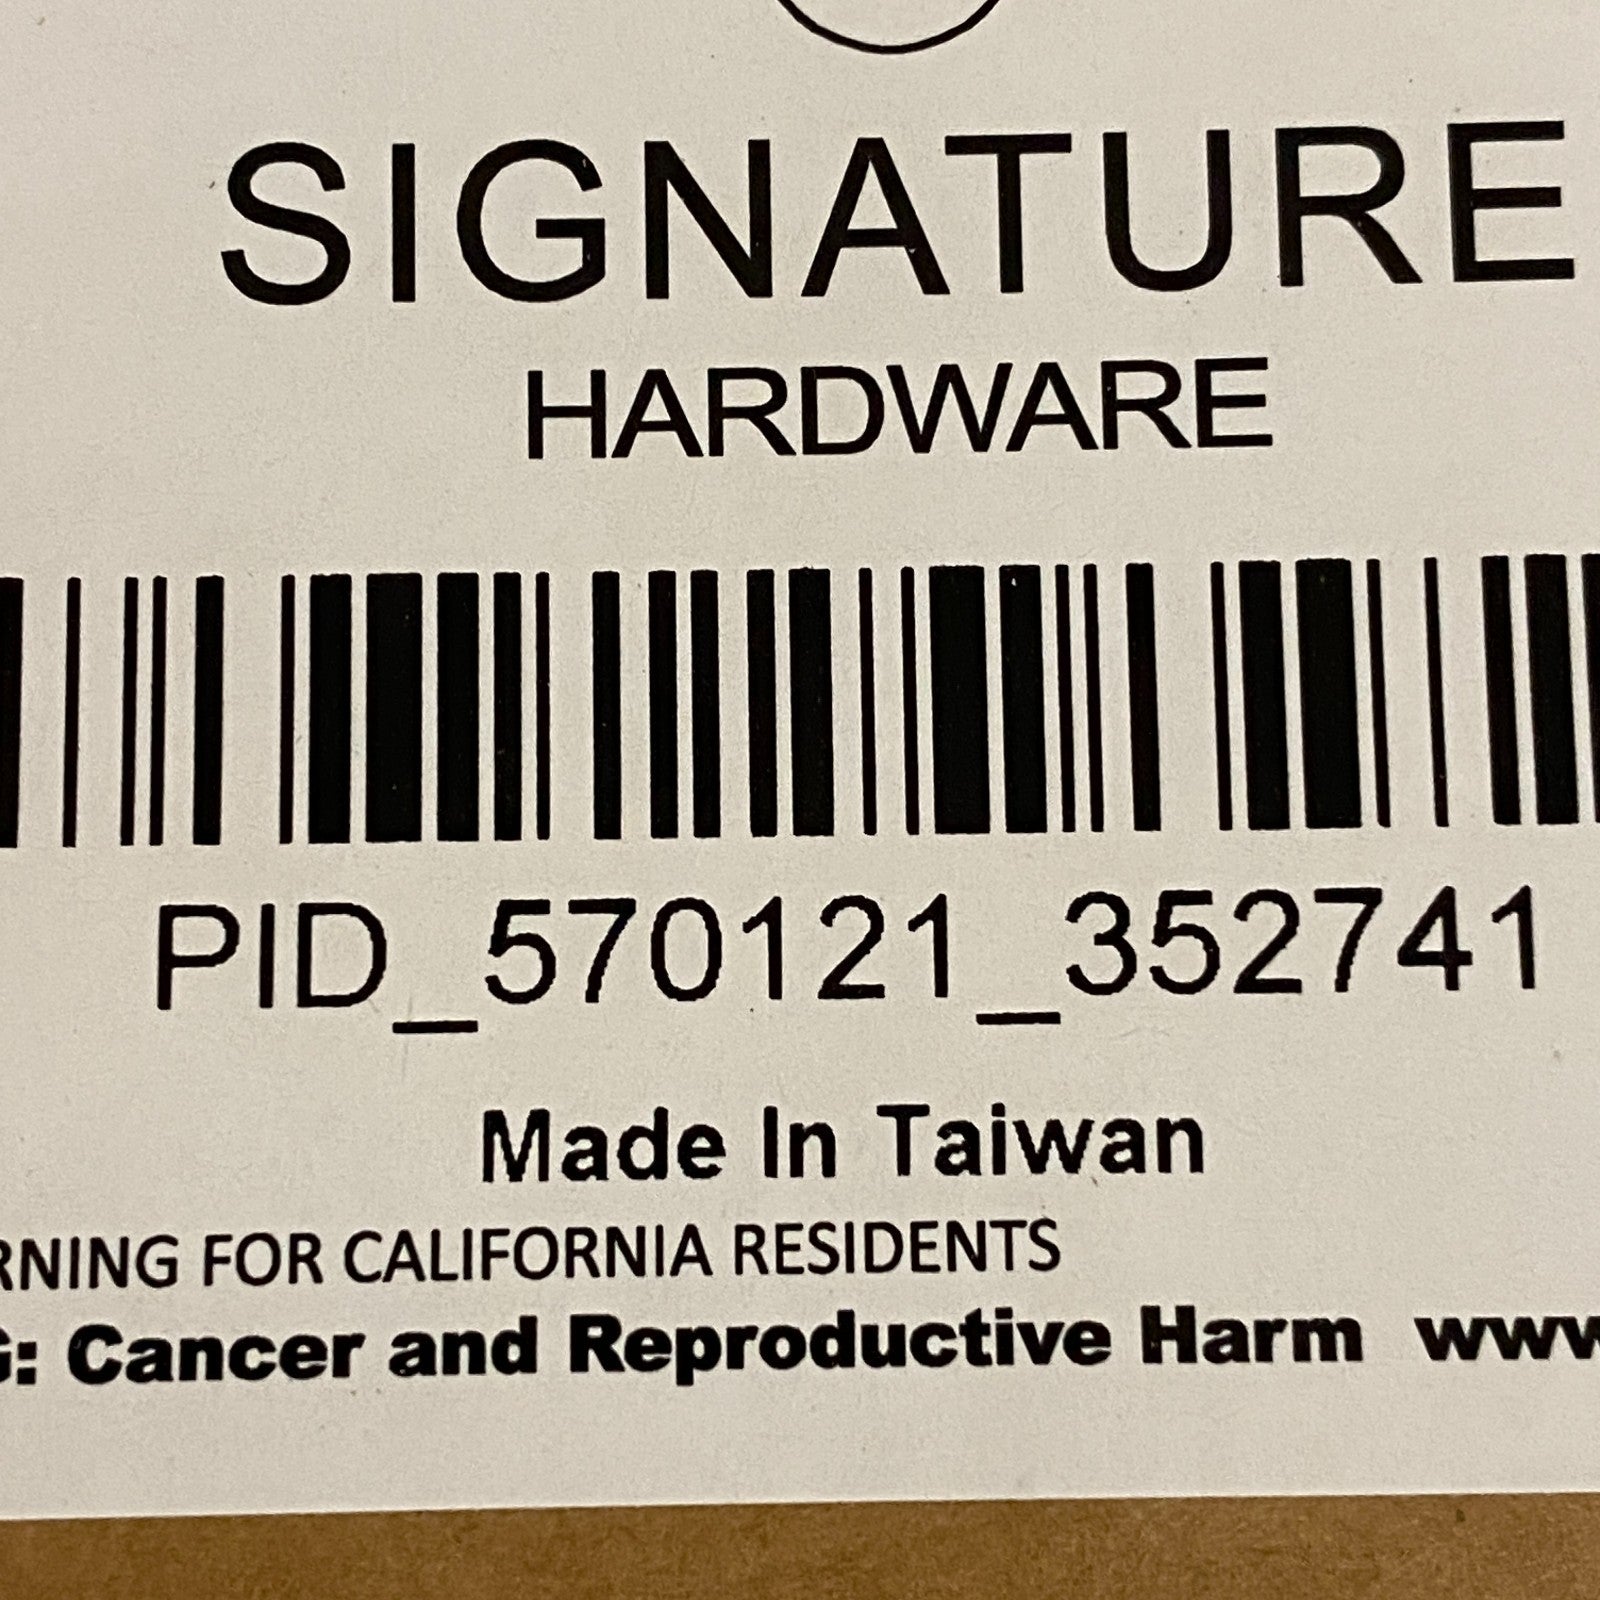 SIGNATURE
HARDWARE
PID_570121_352741
Made In Taiwan
RNING FOR CALIFORNIA RESIDENTS
G: Cancer and Reproductive Harm www